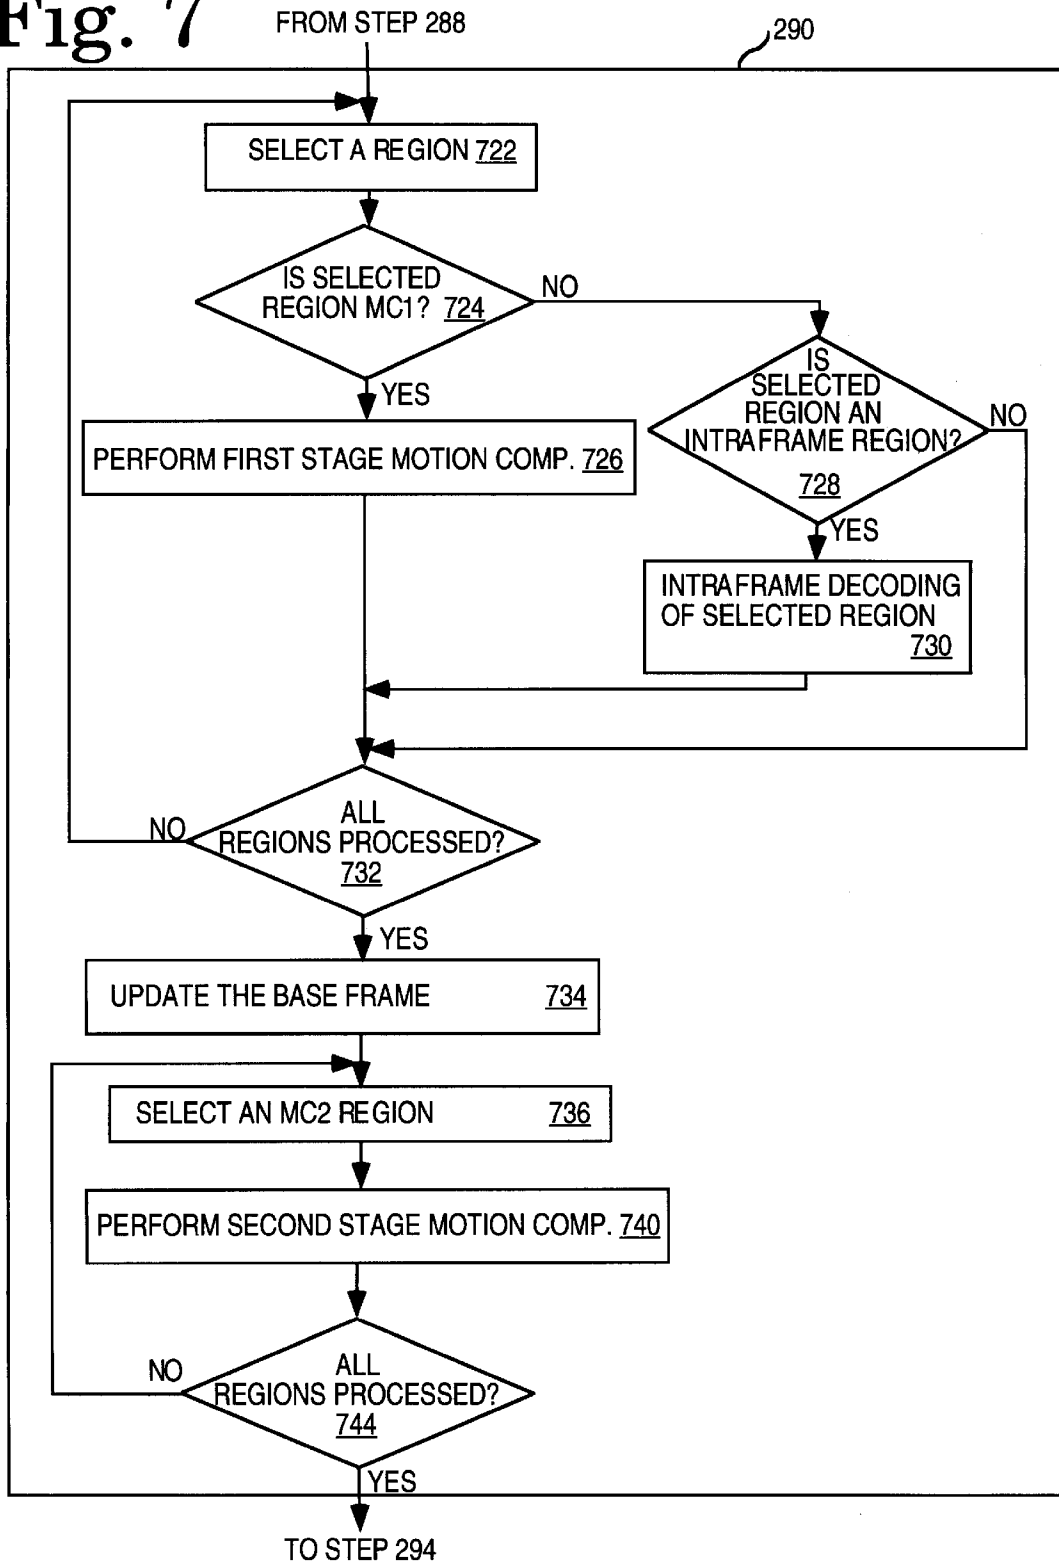 Fig. 7
FROM STEP 288
290
SELECT A REGION 722
IS SELECTED
REGION MC1? 724
NO
YES
IS
SELECTED
REGION AN
INTRAFRAME REGION?
728
NO
YES
PERFORM FIRST STAGE MOTION COMP. 726
INTRAFRAME DECODING
OF SELECTED REGION
730
ALL
REGIONS PROCESSED?
732
NO
YES
UPDATE THE BASE FRAME 734
SELECT AN MC2 REGION 736
PERFORM SECOND STAGE MOTION COMP. 740
ALL
REGIONS PROCESSED?
744
NO
YES
TO STEP 294